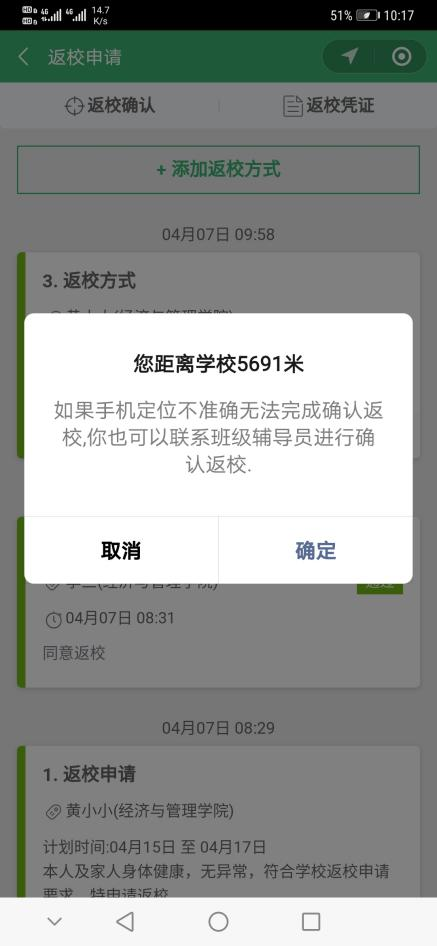 HD 4G 4G 14.7 51% 10:17
HD K/s
返校申请
返校确认 返校凭证
+ 添加返校方式
04月07日 09:58
3. 返校方式
您距离学校5691米
如果手机定位不准确无法完成确认返
校,你也可以联系班级辅导员进行确
认返校.
取消 确定
04月07日 08:31
同意返校
04月07日 08:29
1. 返校申请
黄小小(经济与管理学院)
计划时间:04月15日 至 04月17日
本人及家人身体健康，无异常，符合学校返校申请
要求，特申请返校